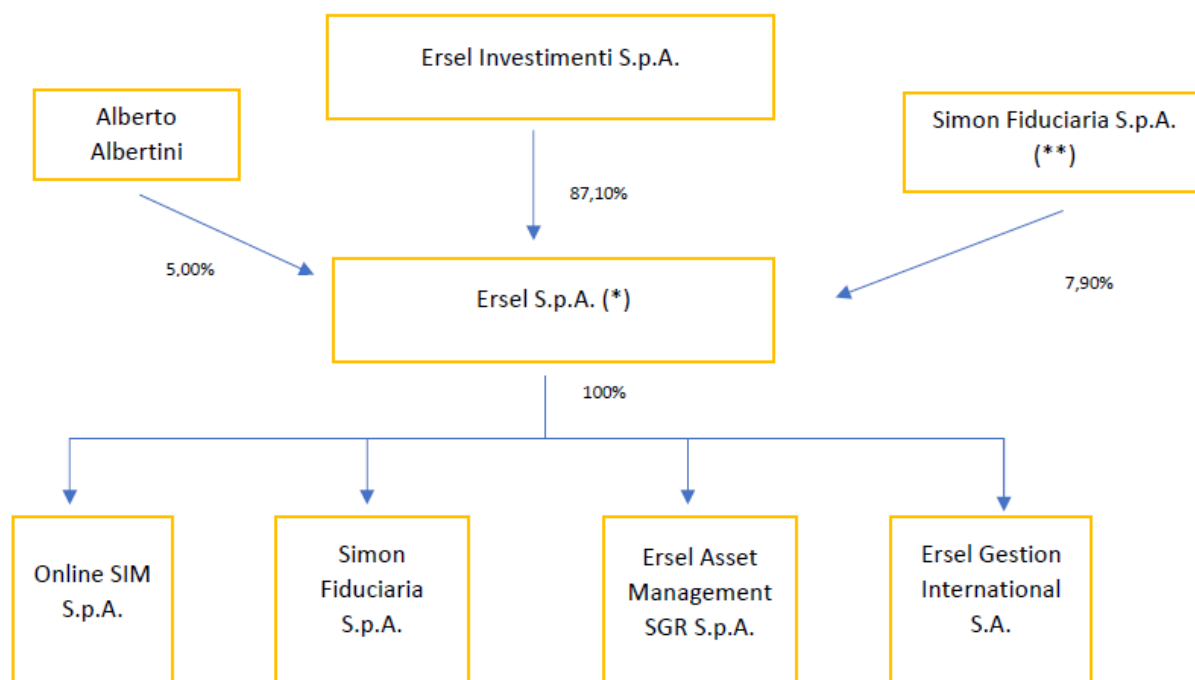 Ersel Investimenti S.p.A.
Alberto
Albertini
Simon Fiduciaria S.p.A.
(**)
87,10%
5,00%
7,90%
Ersel S.p.A. (*)
100%
Online SIM
S.p.A.
Simon
Fiduciaria
S.p.A.
Ersel Asset
Management
SGR S.p.A.
Ersel Gestion
International
S.A.